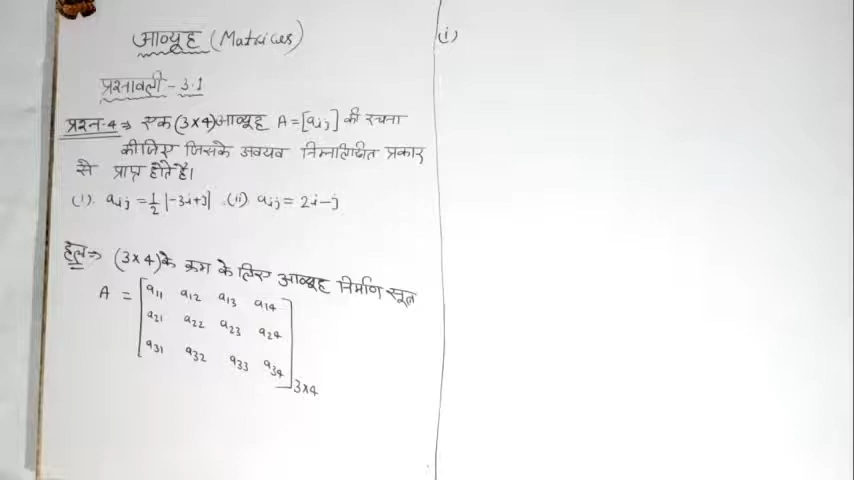 आव्यूह (Matrices)
प्रश्नावली - 3.1
प्रश्न-4⇒ एक (3×4) आव्यूह A = [aij] की रचना
कीजिए जिसके अवयव निम्नलिखित प्रकार
से प्राप्त होते है।
(i). aij = 1/2 |-3i+j| .(ii). aij = 2i-j
हल⇒ (3×4) के क्रम के लिए आव्यूह निर्माण सूत्र
A = [a11 a12 a13 a14
a21 a22 a23 a24
a31 a32 a33 a34]3×4
(i)